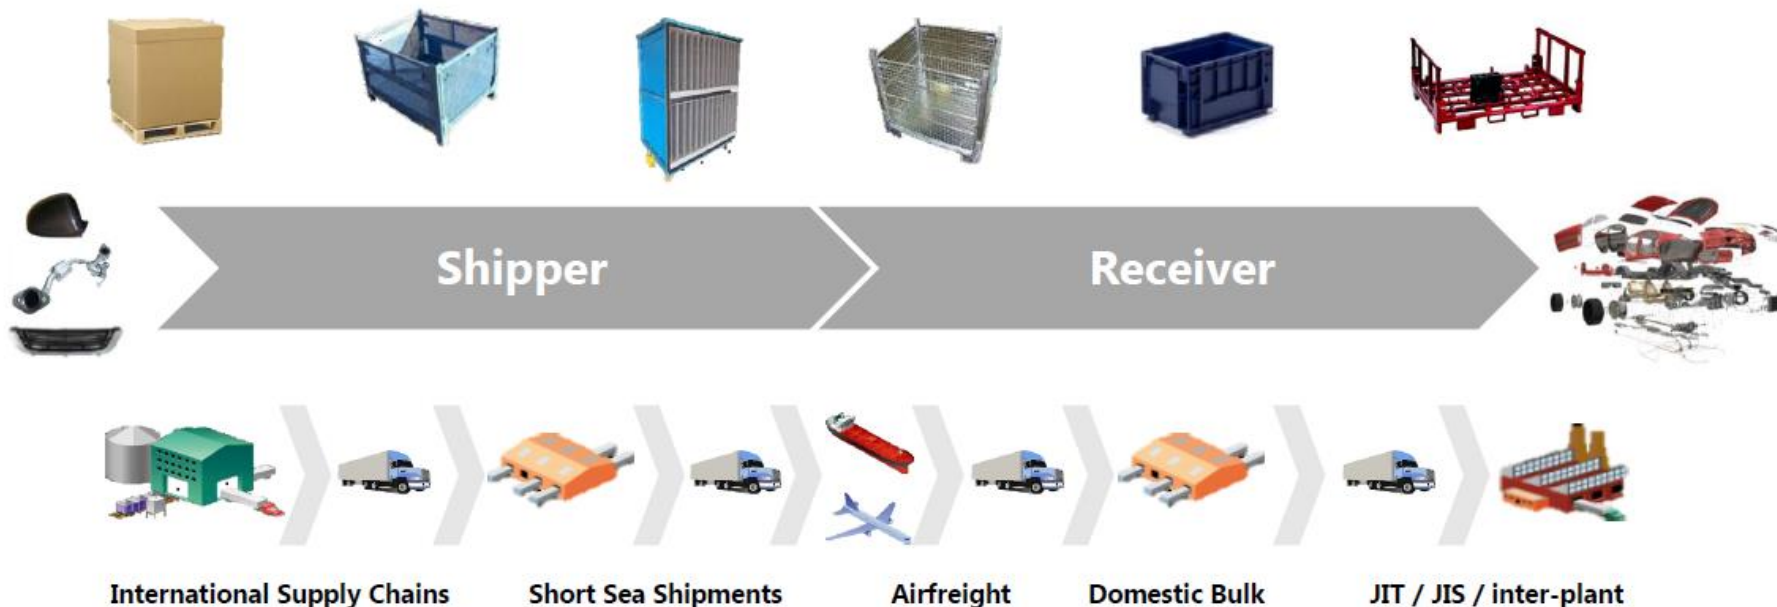 Shipper
Receiver
International Supply Chains
Short Sea Shipments
Airfreight
Domestic Bulk
JIT / JIS / inter-plant